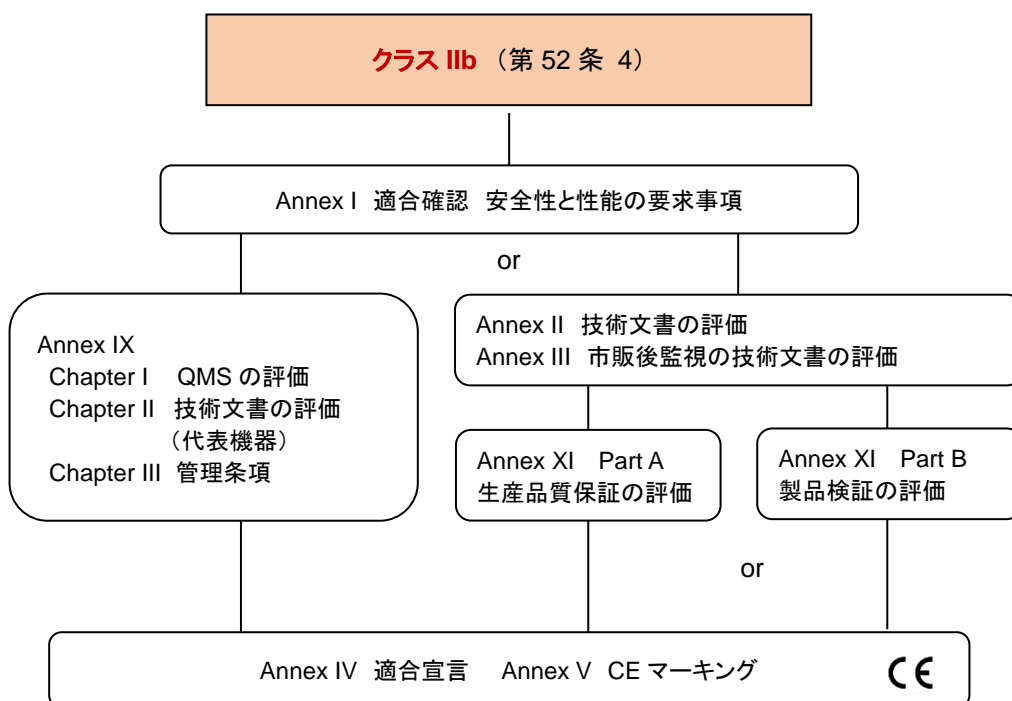 クラス IIb （第 52 条 4）
Annex I 適合確認 安全性と性能の要求事項
or
Annex IX
Chapter I QMS の評価
Chapter II 技術文書の評価
（代表機器）
Chapter III 管理条項
Annex II 技術文書の評価
Annex III 市販後監視の技術文書の評価
Annex XI Part A
生産品質保証の評価
Annex XI Part B
製品検証の評価
or
Annex IV 適合宣言 Annex V CE マーキング CE